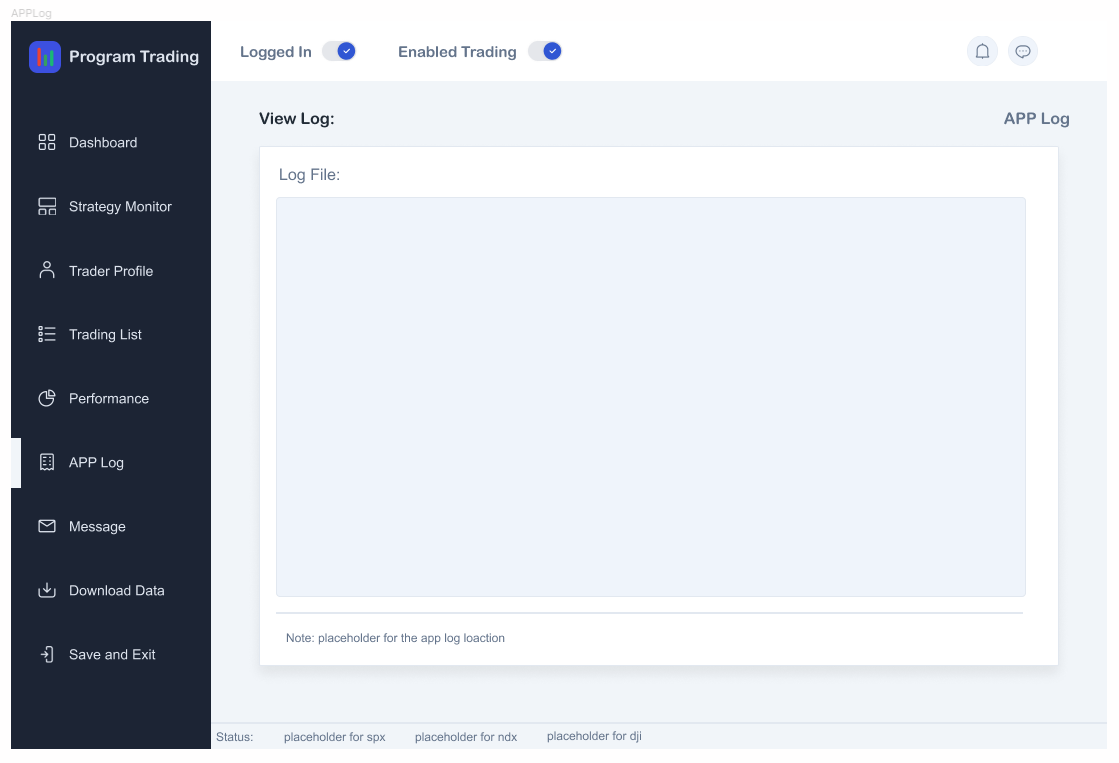 APPLog
Program Trading
Logged In
Enabled Trading
View Log:
APP Log
Dashboard
Log File:
Strategy Monitor
Trader Profile
Trading List
Performance
APP Log
Message
Download Data
Note: placeholder for the app log loaction
Save and Exit
Status:
placeholder for spx
placeholder for ndx
placeholder for dji